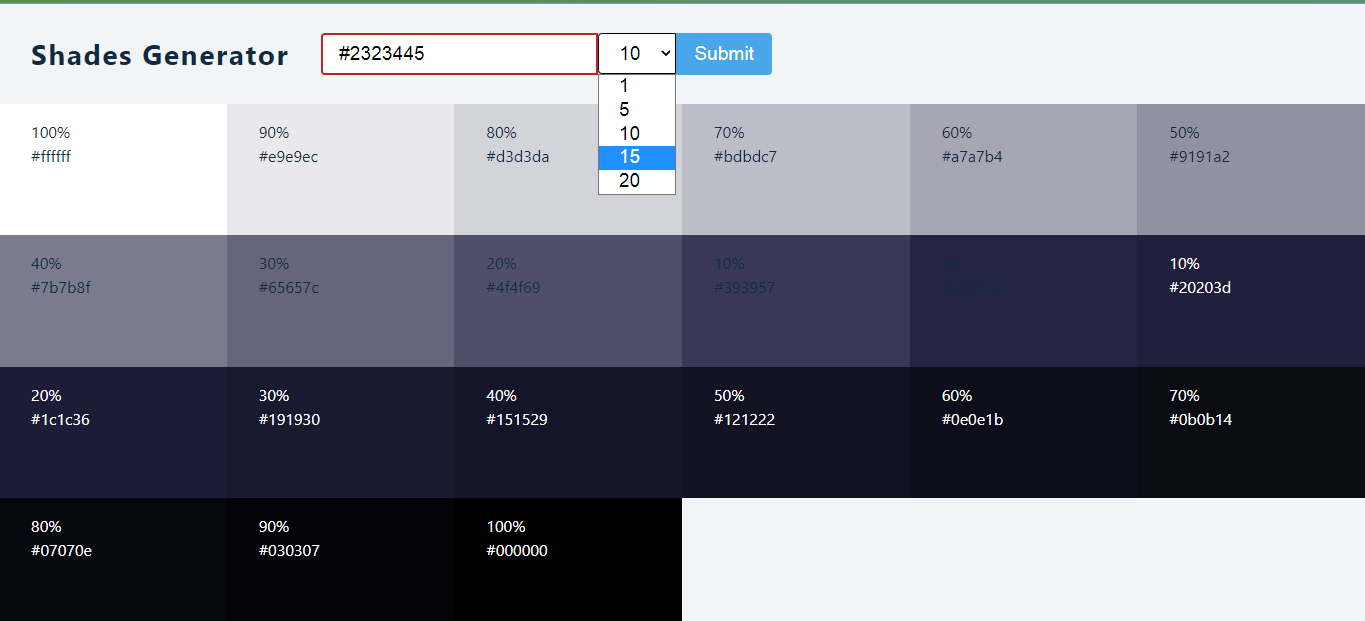 Shades Generator
#2323445
10
Submit
1
5
10
15
20
100%
#ffffff
90%
#e9e9ec
80%
#d3d3da
70%
#bdbdc7
60%
#a7a7b4
50%
#9191a2
40%
#7b7b8f
30%
#65657c
20%
#4f4f69
10%
#393957
10%
#20203d
20%
#1c1c36
30%
#191930
40%
#151529
50%
#121222
60%
#0e0e1b
70%
#0b0b14
80%
#07070e
90%
#030307
100%
#000000